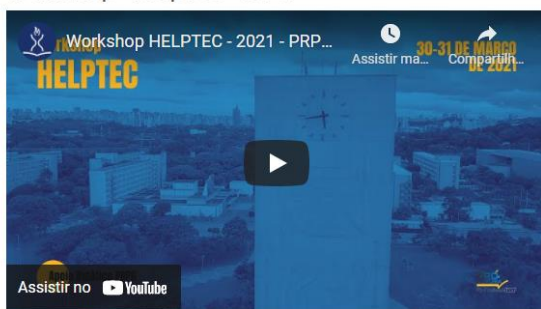 Workshop HELPTEC - 2021 - PRP...
HELPTEC
Assistir ma...
Compartilh...
30-31 DE MARÇO
DE 2021
Assistir no YouTube